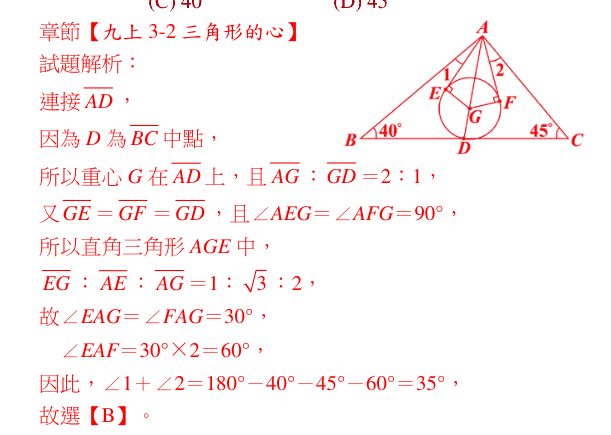 (C) 40 (D) 45
章節【九上 3-2 三角形的心】
試題解析：
連接 AD，
因為 D 為 BC 中點，
所以重心 G 在 AD 上，且 AG：GD＝2：1，
又 GE＝GF＝GD，且∠AEG＝∠AFG＝90°，
所以直角三角形 AGE 中，
EG：AE：AG＝1：√3：2，
故∠EAG＝∠FAG＝30°，
∠EAF＝30°×2＝60°，
因此，∠1＋∠2＝180°－40°－45°－60°＝35°，
故選【B】。
A
1 2
E F
G
B 40° 45° C
D